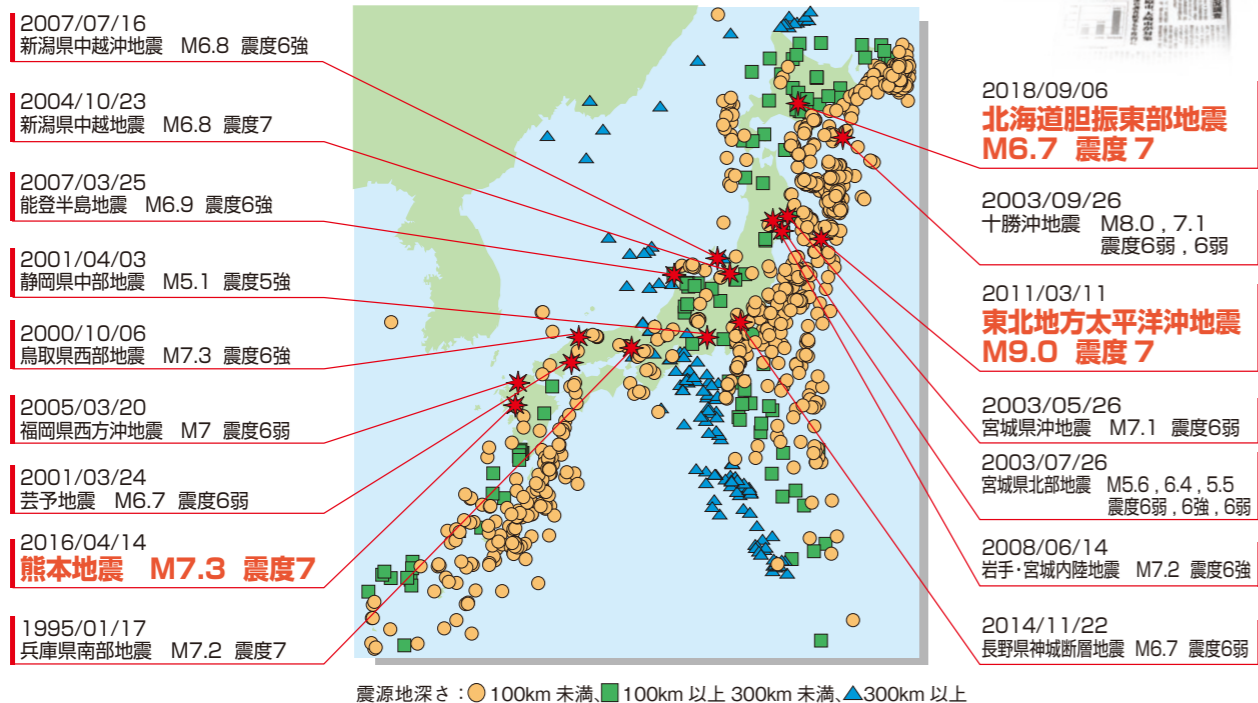 2007/07/16
新潟県中越沖地震　M6.8 震度6強
2004/10/23
新潟県中越地震　M6.8 震度7
2007/03/25
能登半島地震　M6.9 震度6強
2001/04/03
静岡県中部地震　M5.1 震度5強
2000/10/06
鳥取県西部地震　M7.3 震度6強
2005/03/20
福岡県西方沖地震　M7 震度6弱
2001/03/24
芸予地震　M6.7 震度6弱
2016/04/14
熊本地震　M7.3 震度7
1995/01/17
兵庫県南部地震　M7.2 震度7
2018/09/06
北海道胆振東部地震
M6.7 震度7
2003/09/26
十勝沖地震　M8.0 , 7.1
震度6弱 , 6弱
2011/03/11
東北地方太平洋沖地震
M9.0 震度7
2003/05/26
宮城県沖地震　M7.1 震度6弱
2003/07/26
宮城県北部地震　M5.6 , 6.4 , 5.5
震度6弱 , 6強 , 6弱
2008/06/14
岩手・宮城内陸地震　M7.2 震度6強
2014/11/22
長野県神城断層地震 M6.7 震度6弱
震源地深さ：100km 未満、100km 以上 300km 未満、300km 以上